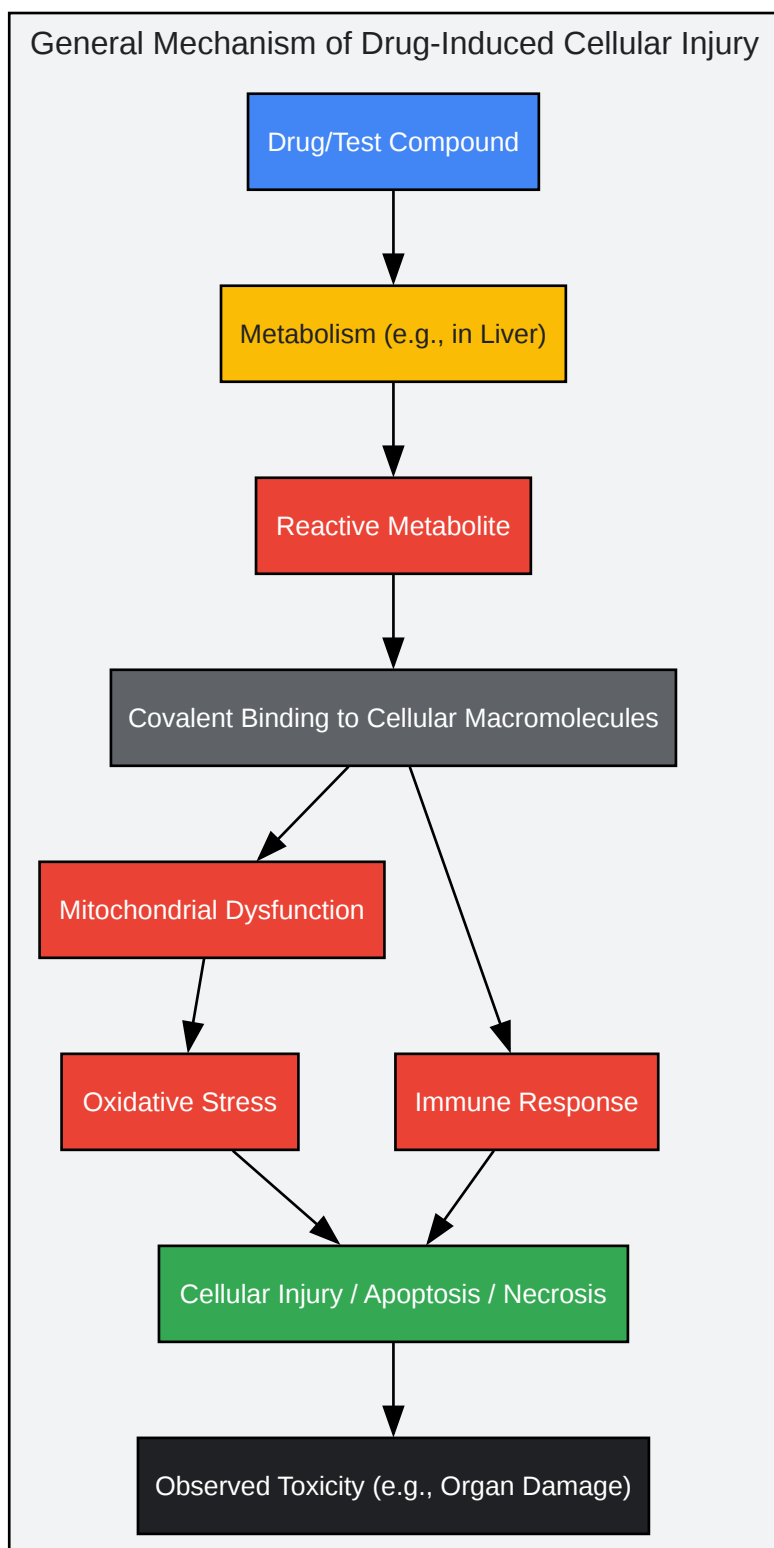 General Mechanism of Drug-Induced Cellular Injury
Drug/Test Compound
Metabolism (e.g., in Liver)
Reactive Metabolite
Covalent Binding to Cellular Macromolecules
Mitochondrial Dysfunction
Oxidative Stress
Immune Response
Cellular Injury / Apoptosis / Necrosis
Observed Toxicity (e.g., Organ Damage)